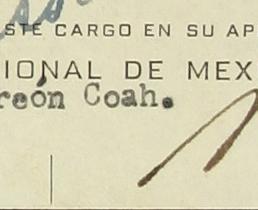 STE CARGO EN SU AP
IONAL DE MEX
reón Coah.